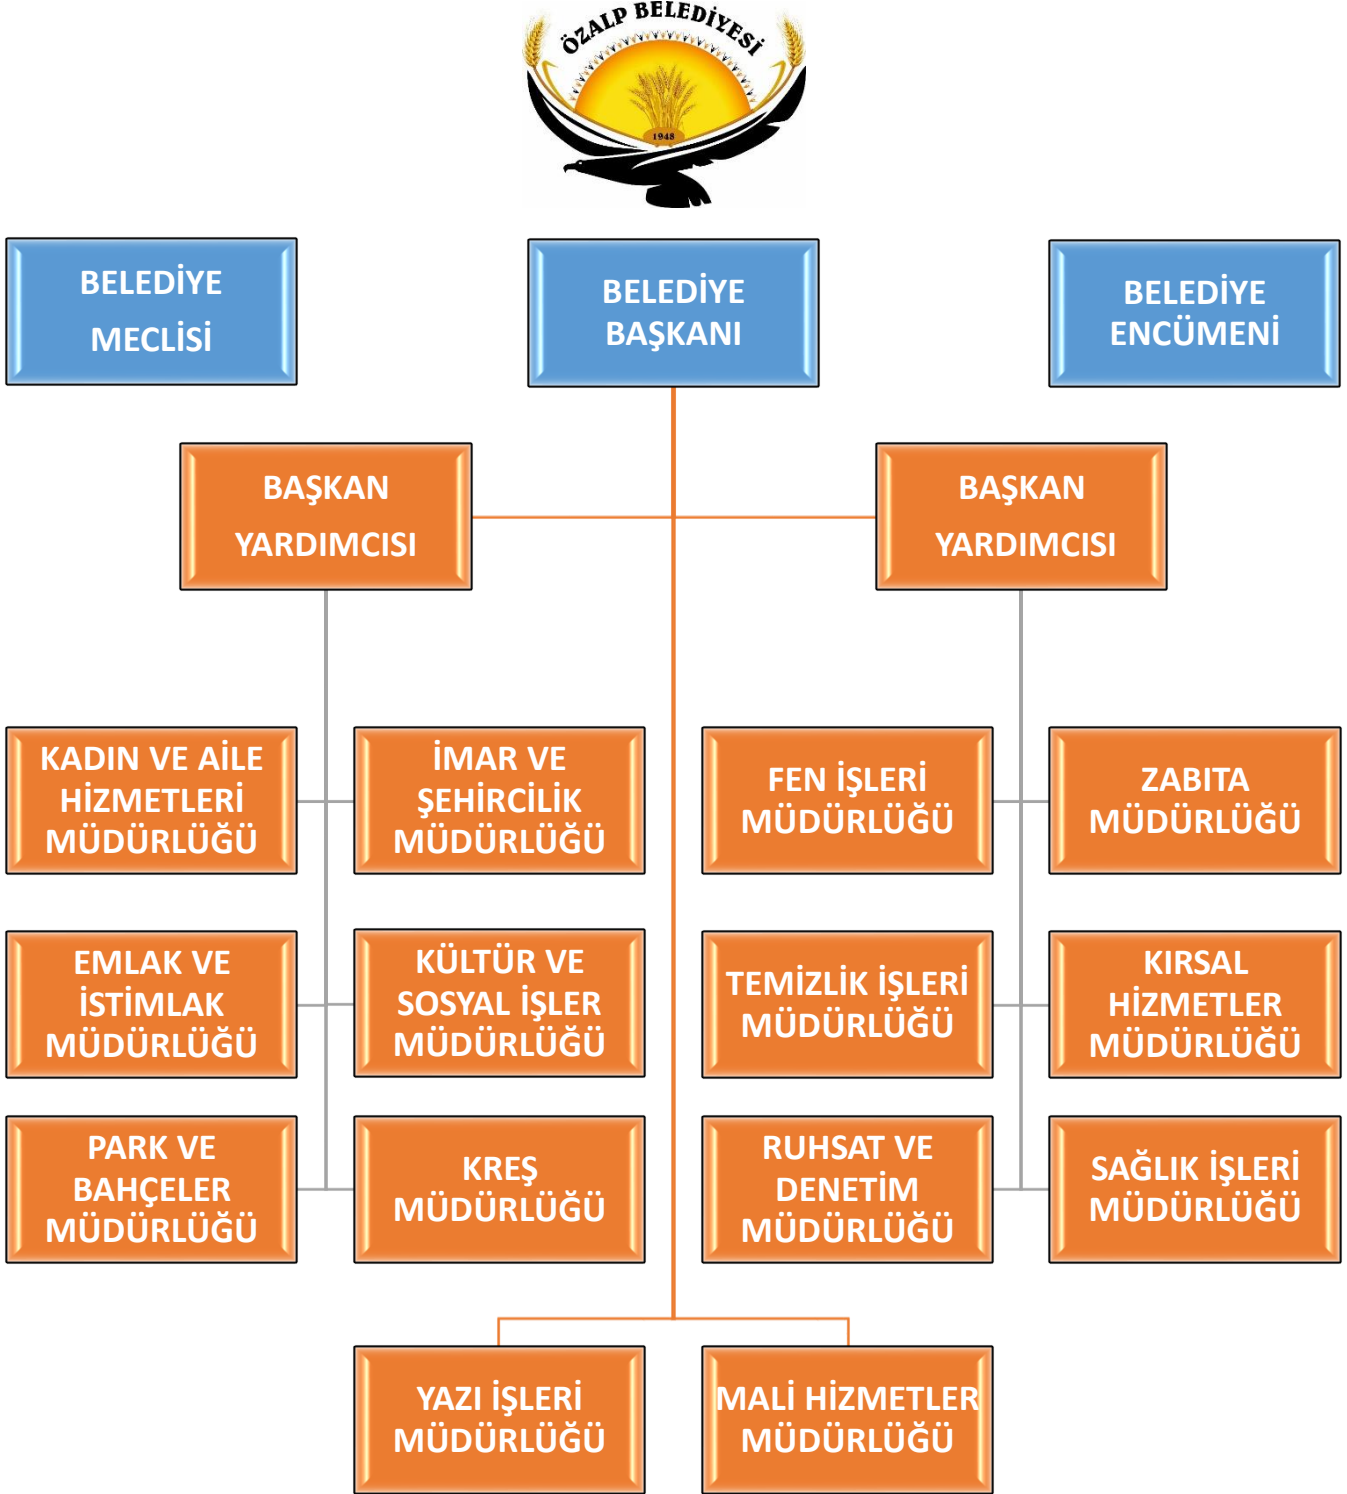 ÖZALP BELEDİYESİ
1948
BELEDİYE
MECLİSİ
BELEDİYE
BAŞKANI
BELEDİYE
ENCÜMENİ
BAŞKAN
YARDIMCISI
BAŞKAN
YARDIMCISI
KADIN VE AİLE
HİZMETLERİ
MÜDÜRLÜĞÜ
İMAR VE
ŞEHİRCİLİK
MÜDÜRLÜĞÜ
FEN İŞLERİ
MÜDÜRLÜĞÜ
ZABITA
MÜDÜRLÜĞÜ
EMLAK VE
İSTİMLAK
MÜDÜRLÜĞÜ
KÜLTÜR VE
SOSYAL İŞLER
MÜDÜRLÜĞÜ
TEMİZLİK İŞLERİ
MÜDÜRLÜĞÜ
KIRSAL
HİZMETLER
MÜDÜRLÜĞÜ
PARK VE
BAHÇELER
MÜDÜRLÜĞÜ
KREŞ
MÜDÜRLÜĞÜ
RUHSAT VE
DENETİM
MÜDÜRLÜĞÜ
SAĞLIK İŞLERİ
MÜDÜRLÜĞÜ
YAZI İŞLERİ
MÜDÜRLÜĞÜ
MALİ HİZMETLER
MÜDÜRLÜĞÜ